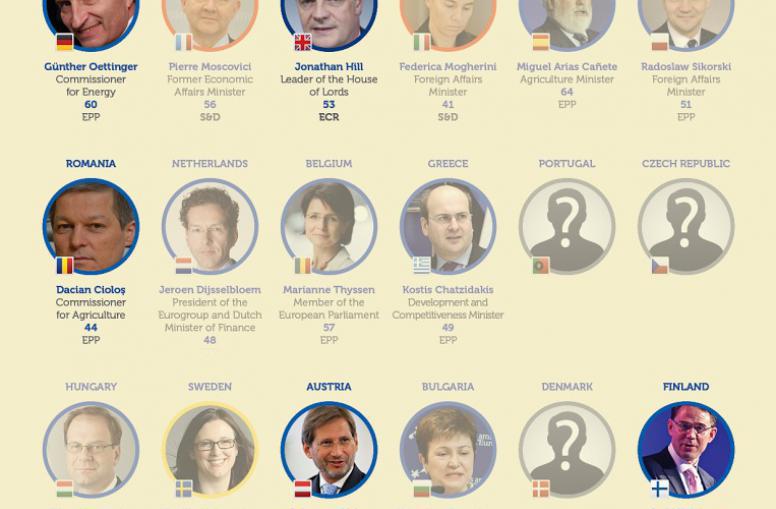 Günther Oettinger
Commissioner
for Energy
60
EPP
Pierre Moscovici
Former Economic
Affairs Minister
56
S&D
Jonathan Hill
Leader of the House
of Lords
53
ECR
Federica Mogherini
Foreign Affairs
Minister
41
S&D
Miguel Arias Cañete
Agriculture Minister
64
EPP
Radoslaw Sikorski
Foreign Affairs
Minister
51
EPP
ROMANIA
Dacian Cioloş
Commissioner
for Agriculture
44
EPP
NETHERLANDS
Jeroen Dijsselbloem
President of the
Eurogroup and Dutch
Minister of Finance
48
BELGIUM
Marianne Thyssen
Member of the
European Parliament
57
EPP
GREECE
Kostis Chatzidakis
Development and
Competitiveness Minister
49
EPP
PORTUGAL
?
CZECH REPUBLIC
?
HUNGARY
SWEDEN
AUSTRIA
BULGARIA
DENMARK
?
FINLAND